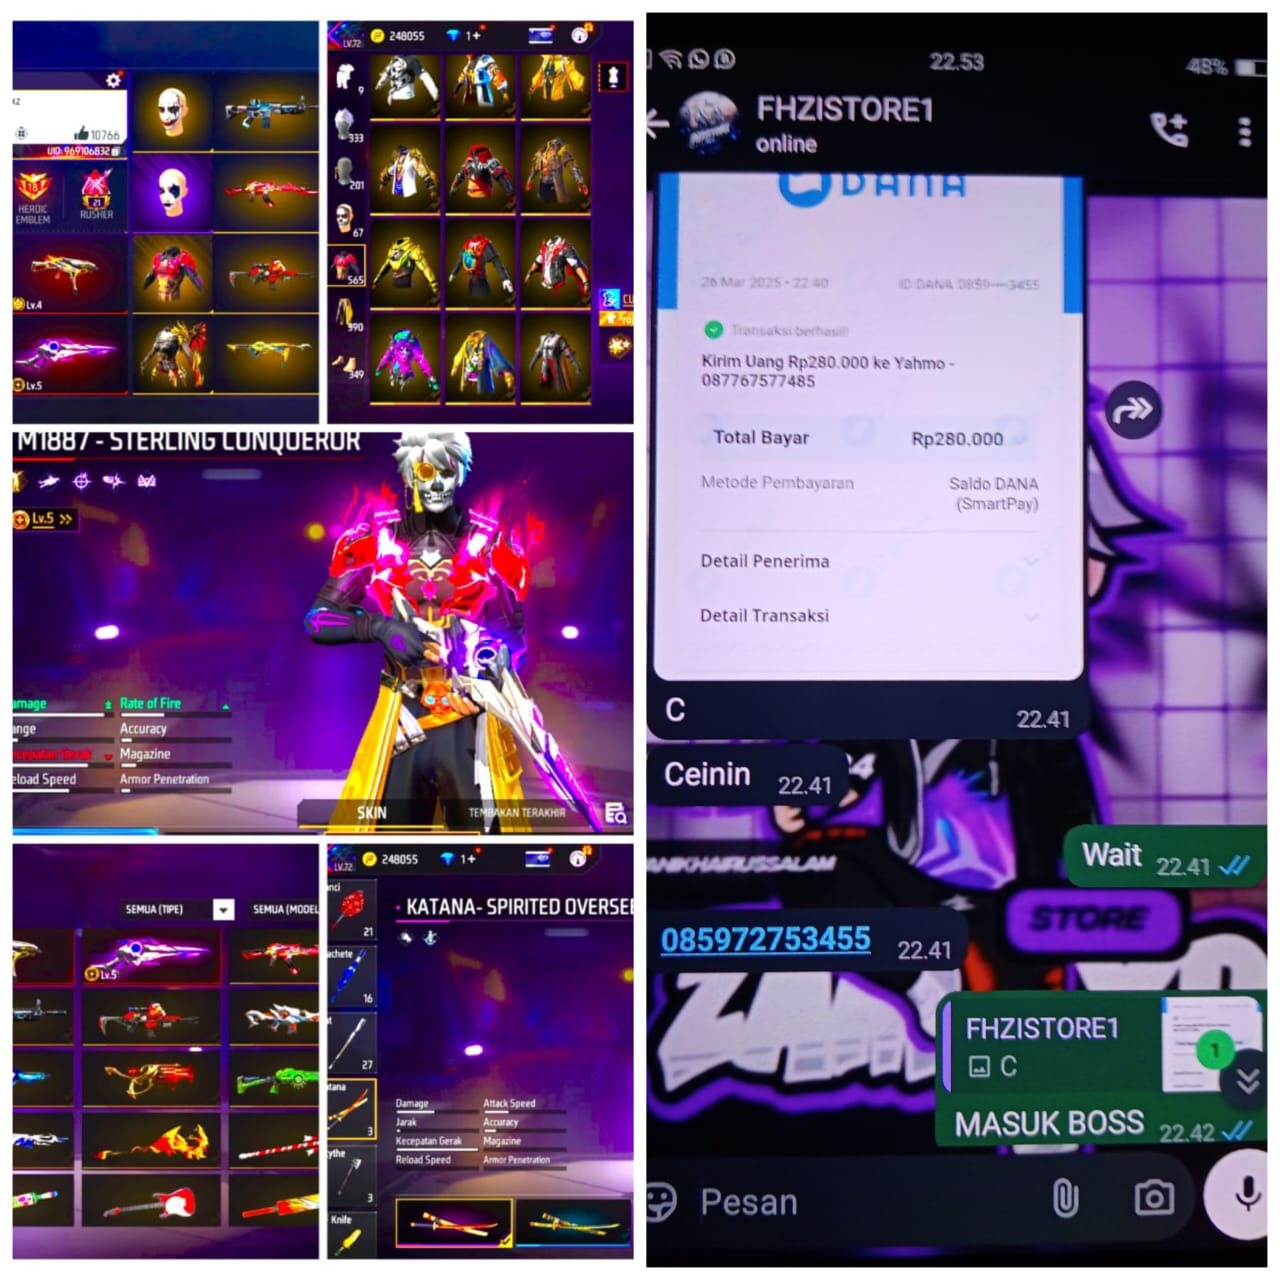 10766
UID: 969106832
18
HEROIC
EMBLEM
21
RUSHER
Lv.4
Lv.5
LV.72
248055
1+
9
333
201
67
565
390
349
M1887 - STERLING CONQUEROR
Lv.5 >>
Rate of Fire
Accuracy
Magazine
Reload Speed
Armor Penetration
SKIN
TEMBAKAN TERAKHIR
SEMUA (TIPE)
SEMUA (MODEL
Lv.5
LV.72
248055
1+
21
16
27
3
3
Knife
KATANA- SPIRITED OVERSEE
Damage
Attack Speed
Jarak
Accuracy
Kecepatan Gerak
Magazine
Reload Speed
Armor Penetration
22.53
48%
FHZISTORE1
online
DANA
26 Mar 2025 • 22:40
ID DANA 0859••••3455
Transaksi berhasil!
Kirim Uang Rp280.000 ke Yahmo -
087767577485
Total Bayar
Rp280.000
Metode Pembayaran
Saldo DANA
(SmartPay)
Detail Penerima
Detail Transaksi
C
22.41
Ceinin 22.41
ANIKHAIRUSSALAM
Wait 22.41
STORE
085972753455 22.41
FHZISTORE1
C
1
MASUK BOSS 22.42
Pesan